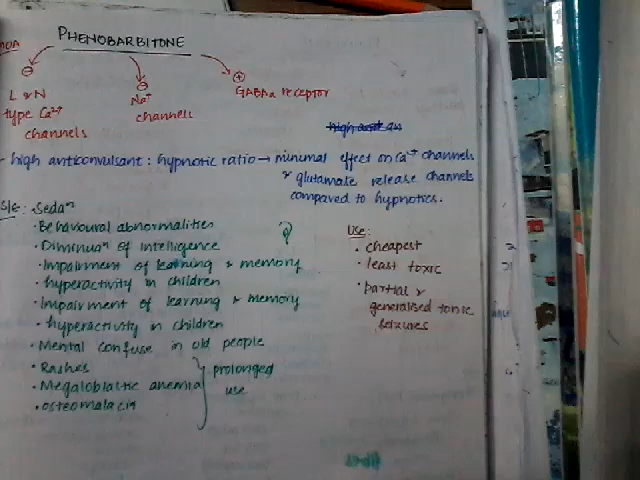 MOA
PHENOBARBITONE
⊖ ⊖ ⊕
L & N
type Ca²⁺
channels
Na⁺
channels
GABAA receptor
high anticonvulsant : hypnotic ratio → minimal effect on Ca²⁺ channels
& glutamate release channels
compared to hypnotics.
S/E: • Sedaⁿ
• Behavioural abnormalities
• Diminuaⁿ of intelligence
• Impairment of learning & memory
• hyperactivity in children
• Impairment of learning & memory
• hyperactivity in children
• Mental confuse in old people
• Rashes
• Megaloblaltic anemia
• osteomalacia
prolonged
use
Use:
• cheapest
• least toxic
• partial &
generalised tonic
seizures